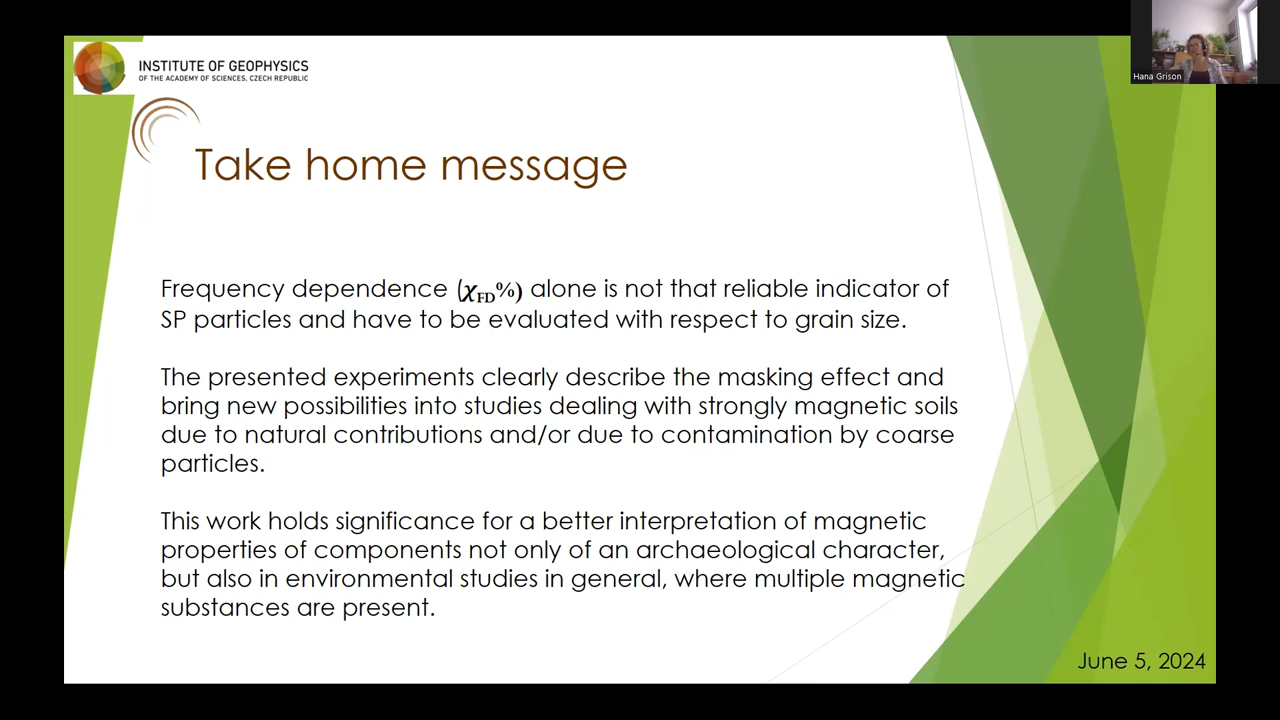 INSTITUTE OF GEOPHYSICS
OF THE ACADEMY OF SCIENCES, CZECH REPUBLIC
Hana Grison
Take home message
Frequency dependence (χFD%) alone is not that reliable indicator of
SP particles and have to be evaluated with respect to grain size.
The presented experiments clearly describe the masking effect and
bring new possibilities into studies dealing with strongly magnetic soils
due to natural contributions and/or due to contamination by coarse
particles.
This work holds significance for a better interpretation of magnetic
properties of components not only of an archaeological character,
but also in environmental studies in general, where multiple magnetic
substances are present.
June 5, 2024